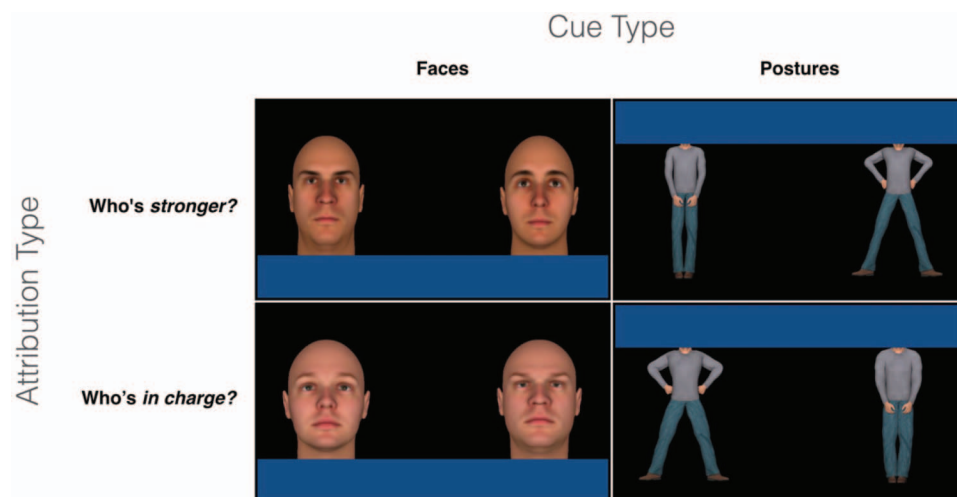 Cue Type
Faces
Postures
Attribution Type
Who's stronger?
Who's in charge?